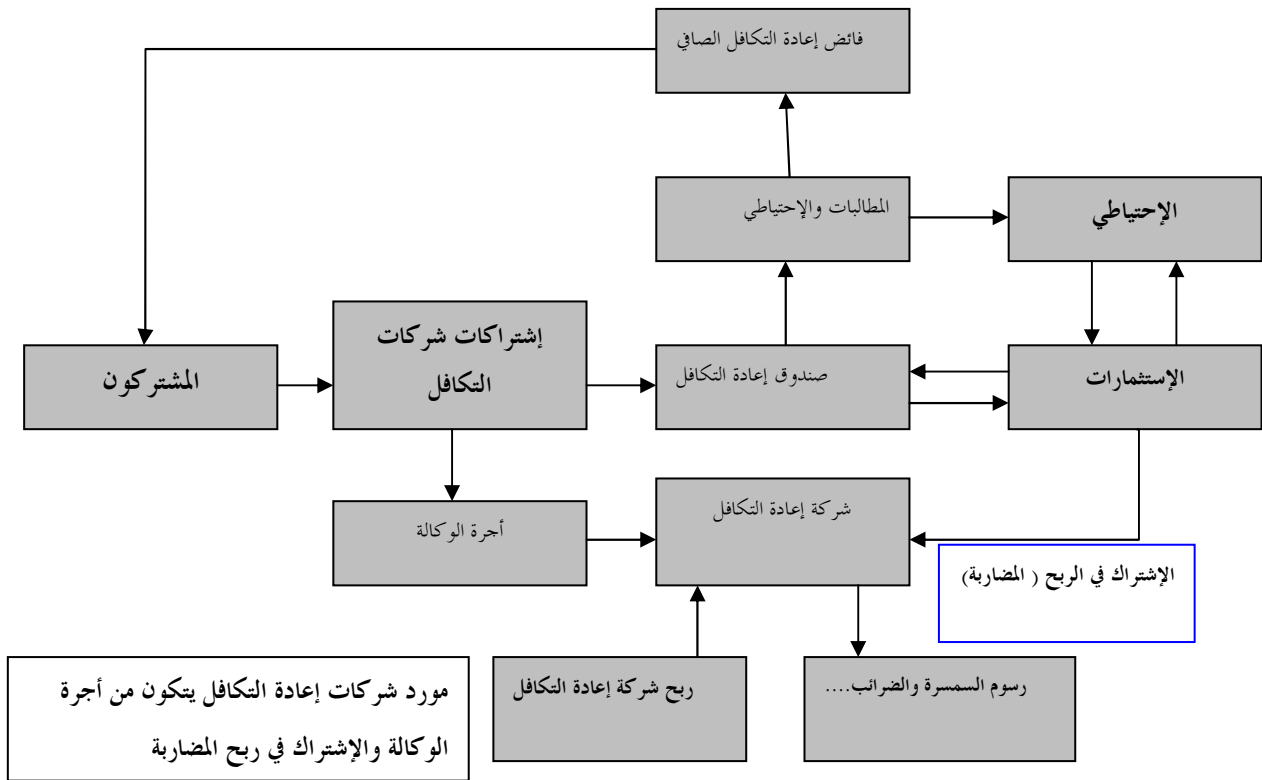 فائض إعادة التكافل الصافي
المطالبات والإحتياطي
الإحتياطي
إشتراكات شركات
التكافل
المشتركون
صندوق إعادة التكافل
الإستثمارات
أجرة الوكالة
شركة إعادة التكافل
الإشتراك في الربح ( المضاربة)
ربح شركة إعادة التكافل
رسوم السمسرة والضرائب....
مورد شركات إعادة التكافل يتكون من أجرة
الوكالة والإشتراك في ربح المضاربة